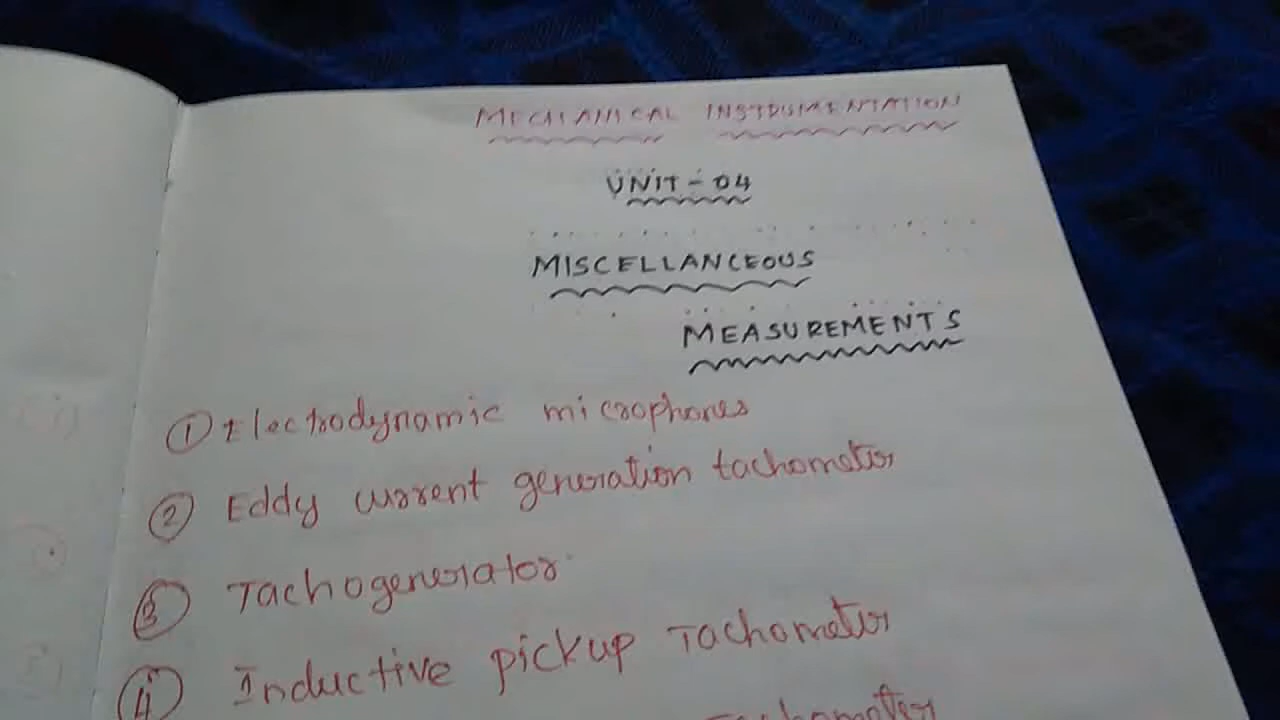 MECHANICAL INSTRUMENTATION
UNIT-04
MISCELLANCEOUS
MEASUREMENTS
① Electrodynamic microphones
② Eddy current generation tachometer
③ Tachogenerator
④ Inductive pickup Tachometer
Tachometer